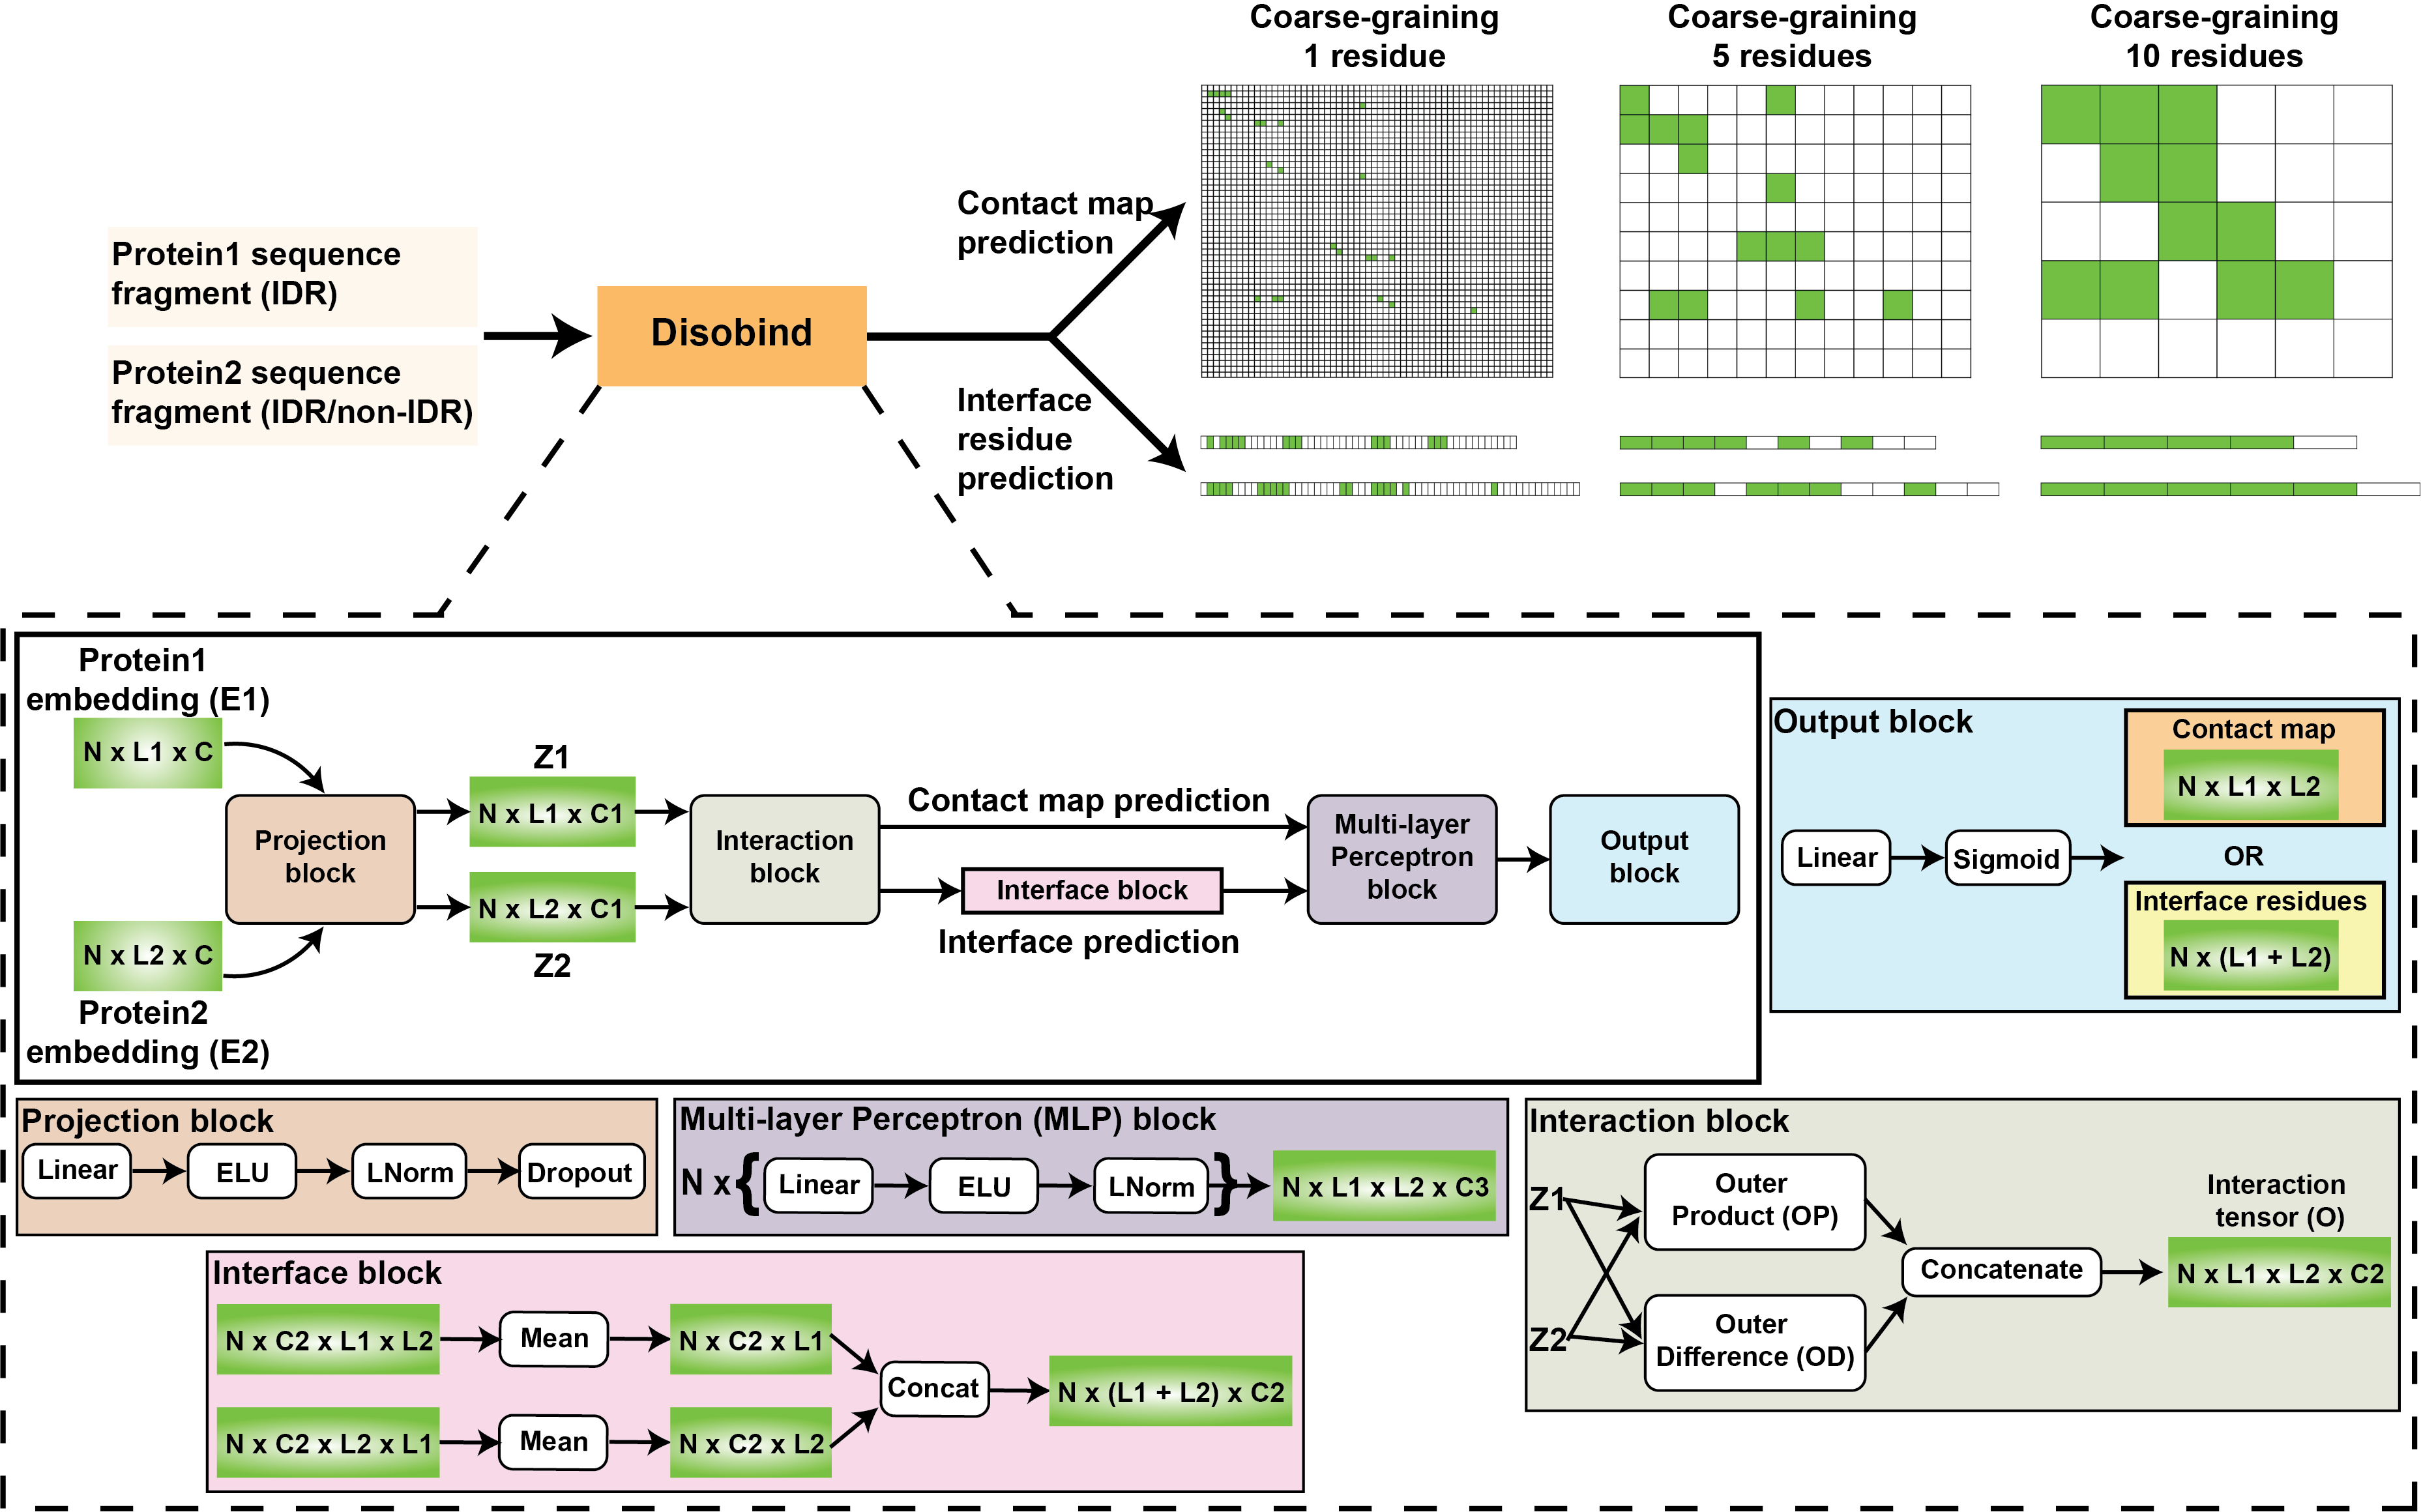 Coarse-graining
1 residue
Coarse-graining
5 residues
Coarse-graining
10 residues
Protein1 sequence
fragment (IDR)
Protein2 sequence
fragment (IDR/non-IDR)
Disobind
Contact map
prediction
Interface
residue
prediction
Protein1
embedding (E1)
N x L1 x C
N x L2 x C
Protein2
embedding (E2)
Projection
block
Z1
N x L1 x C1
N x L2 x C1
Z2
Interaction
block
Contact map prediction
Interface block
Interface prediction
Multi-layer
Perceptron
block
Output
block
Output block
Linear
Sigmoid
Contact map
N x L1 x L2
OR
Interface residues
N x (L1 + L2)
Projection block
Linear
ELU
LNorm
Dropout
Multi-layer Perceptron (MLP) block
N x { Linear ELU LNorm }
N x L1 x L2 x C3
Interaction block
Z1
Z2
Outer
Product (OP)
Outer
Difference (OD)
Concatenate
Interaction
tensor (O)
N x L1 x L2 x C2
Interface block
N x C2 x L1 x L2
Mean
N x C2 x L1
N x C2 x L2 x L1
Mean
N x C2 x L2
Concat
N x (L1 + L2) x C2